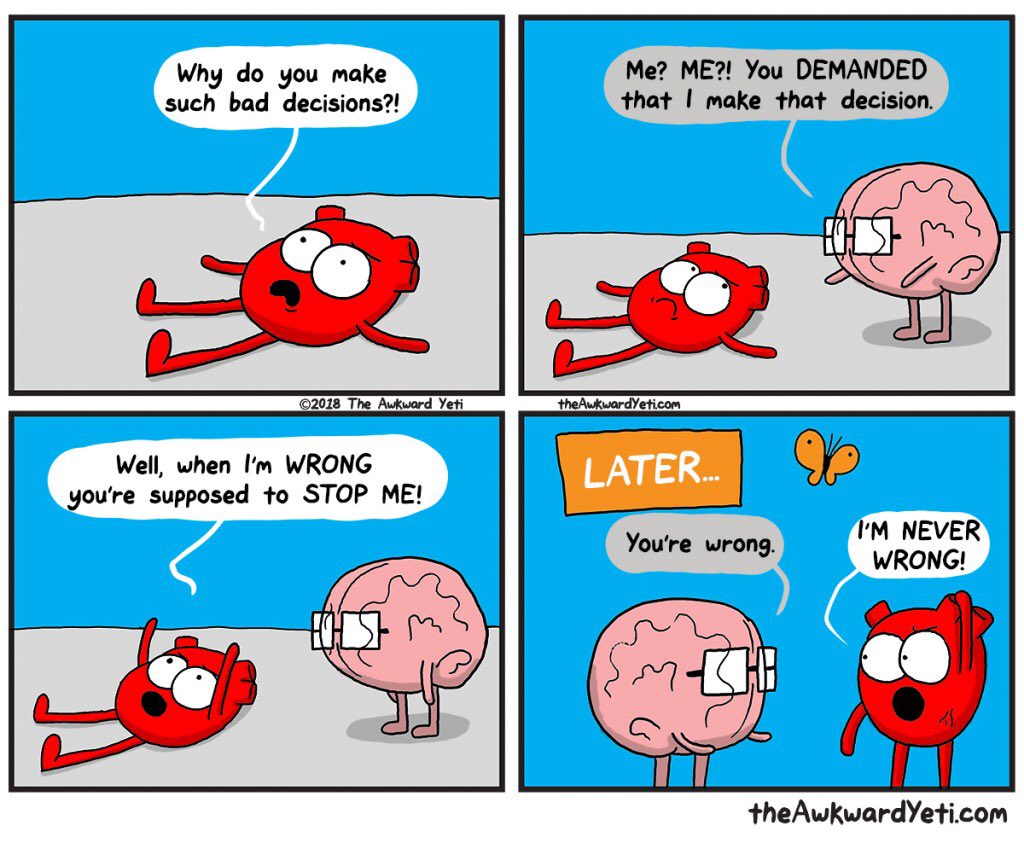 Why do you make
such bad decisions?!
Me? ME?! You DEMANDED
that I make that decision.
©2018 The Awkward Yeti
theAwkwardYeti.com
Well, when I'm WRONG
you're supposed to STOP ME!
LATER...
You're wrong.
I'M NEVER
WRONG!
theAwkwardYeti.com